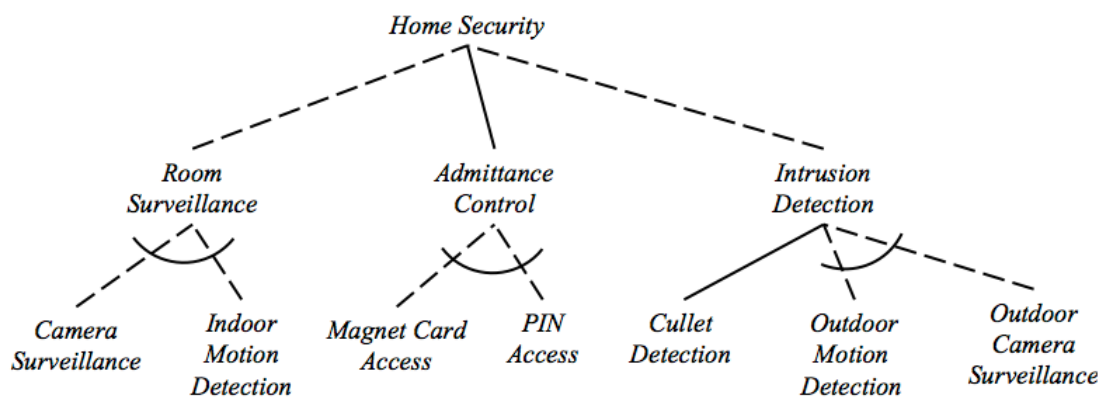 Home Security
Room
Surveillance
Admittance
Control
Intrusion
Detection
Camera
Surveillance
Indoor
Motion
Detection
Magnet Card
Access
PIN
Access
Cullet
Detection
Outdoor
Motion
Detection
Outdoor
Camera
Surveillance